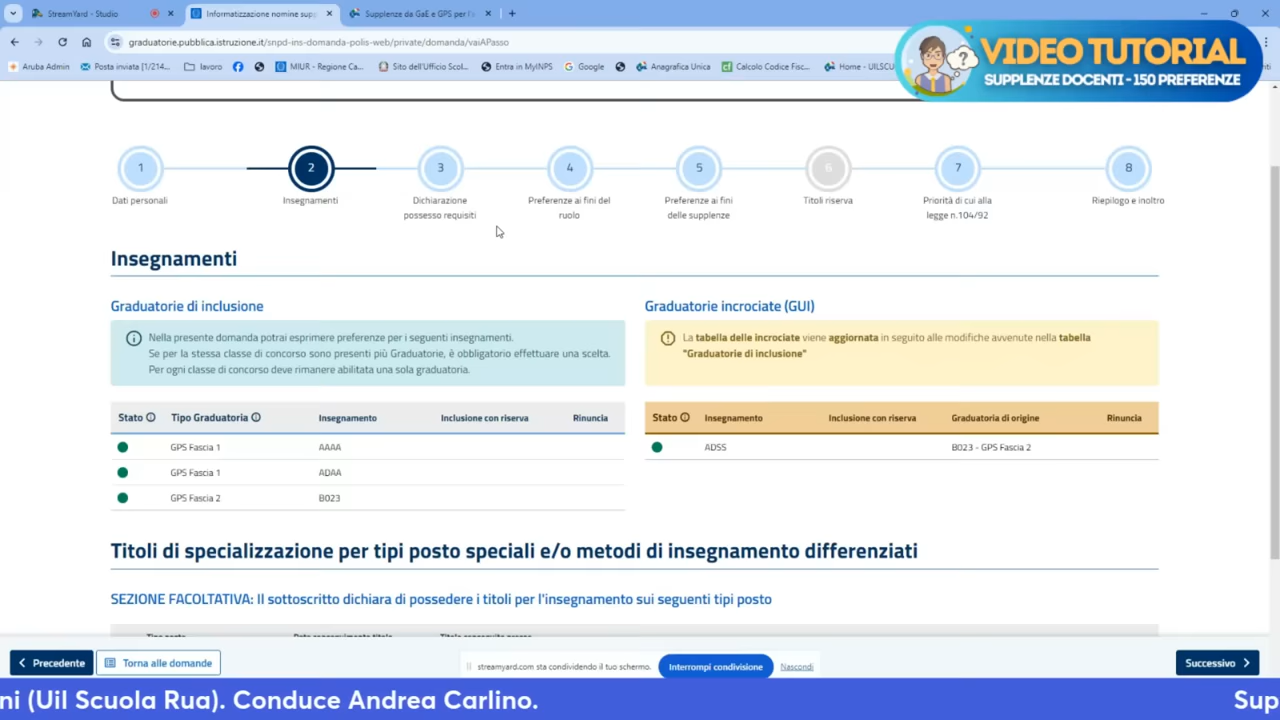 StreamYard - Studio
Informatizzazione nomine supp
Supplenze da GaE e GPS per l'
graduatorie.pubblica.istruzione.it/snpd-ins-domanda-polis-web/private/domanda/vaiAPasso
Aruba Admin
Posta inviata [1/214...
lavoro
MIUR - Regione Ca...
Sito dell'Ufficio Scol...
Entra in MyINPS
Google
Anagrafica Unica
Calcolo Codice Fisc...
Home - UILSCU
VIDEO TUTORIAL
SUPPLENZE DOCENTI - 150 PREFERENZE
1 2 3 4 5 6 7 8
Dati personali
Insegnamenti
Dichiarazione possesso requisiti
Preferenze ai fini del ruolo
Preferenze ai fini delle supplenze
Titoli riserva
Priorità di cui alla legge n.104/92
Riepilogo e inoltro
Insegnamenti
Graduatorie di inclusione
Nella presente domanda potrai esprimere preferenze per i seguenti insegnamenti.
Se per la stessa classe di concorso sono presenti più Graduatorie, è obbligatorio effettuare una scelta.
Per ogni classe di concorso deve rimanere abilitata una sola graduatoria.
Stato Tipo Graduatoria Insegnamento Inclusione con riserva Rinuncia
GPS Fascia 1 AAAA
GPS Fascia 1 ADAA
GPS Fascia 2 B023
Graduatorie incrociate (GUI)
La tabella delle incrociate viene aggiornata in seguito alle modifiche avvenute nella tabella
"Graduatorie di inclusione"
Stato Insegnamento Inclusione con riserva Graduatoria di origine Rinuncia
ADSS B023 - GPS Fascia 2
Titoli di specializzazione per tipi posto speciali e/o metodi di insegnamento differenziati
SEZIONE FACOLTATIVA: Il sottoscritto dichiara di possedere i titoli per l'insegnamento sui seguenti tipi posto
Tipo posto Data conseguimento titolo Titolo conseguito presso
Precedente
Torna alle domande
streamyard.com sta condividendo il tuo schermo.
Interrompi condivisione
Nascondi
Successivo
ni (Uil Scuola Rua). Conduce Andrea Carlino.
Sup